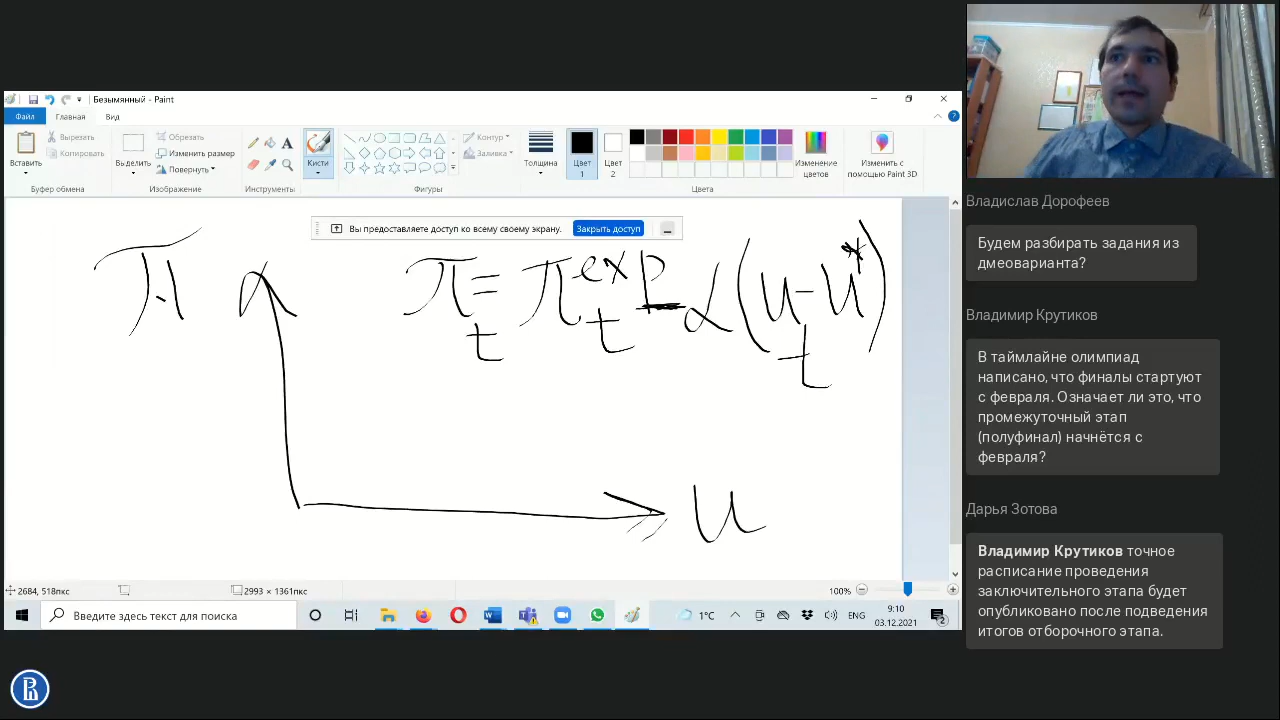 Безымянный - Paint
Файл
Главная
Вид
Вставить
Вырезать
Копировать
Буфер обмена
Выделить
Обрезать
Изменить размер
Повернуть
Изображение
Инструменты
Кисти
Контур
Заливка
Фигуры
Толщина
Цвет 1
Цвет 2
Изменение цветов
Цвета
Изменить с помощью Paint 3D
Вы предоставляете доступ ко всему своему экрану.
Закрыть доступ
π
π_t = π_t^exp - α(u_t - u*)
u
2684, 518пкс
2993 × 1361пкс
100%
Введите здесь текст для поиска
1°C
ENG
9:10
03.12.2021
2
Владислав Дорофеев
Будем разбирать задания из
дмеоварианта?
Владимир Крутиков
В таймлайне олимпиад
написано, что финалы стартуют
с февраля. Означает ли это, что
промежуточный этап
(полуфинал) начнётся с
февраля?
Дарья Зотова
Владимир Крутиков точное
расписание проведения
заключительного этапа будет
опубликовано после подведения
итогов отборочного этапа.